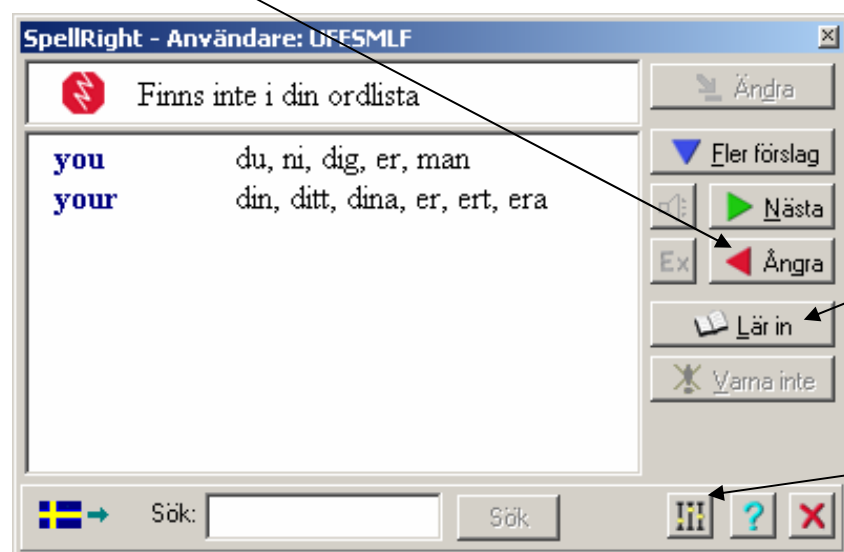 SpellRight - Användare: UFESMLF
Finns inte i din ordlista
Ändra
you du, ni, dig, er, man
your din, ditt, dina, er, ert, era
Fler förslag
Nästa
Ex Ångra
Lär in
Varna inte
Sök: Sök